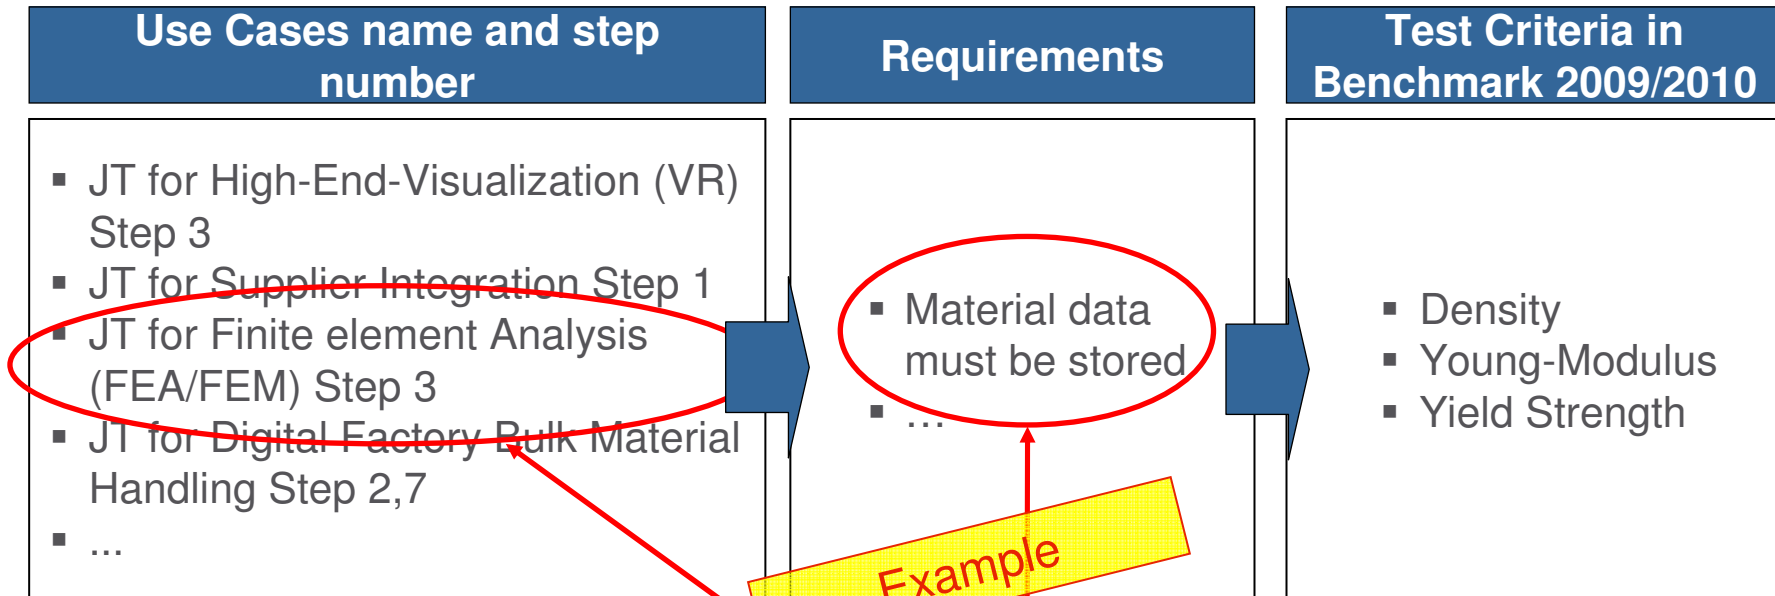 Use Cases name and step
number
Requirements
Test Criteria in
Benchmark 2009/2010
▪ JT for High-End-Visualization (VR)
Step 3
▪ JT for Supplier Integration Step 1
▪ JT for Finite element Analysis
(FEA/FEM) Step 3
▪ JT for Digital Factory Bulk Material
Handling Step 2,7
▪ ...
▪ Material data
must be stored
▪ ...
▪ Density
▪ Young-Modulus
▪ Yield Strength
Example